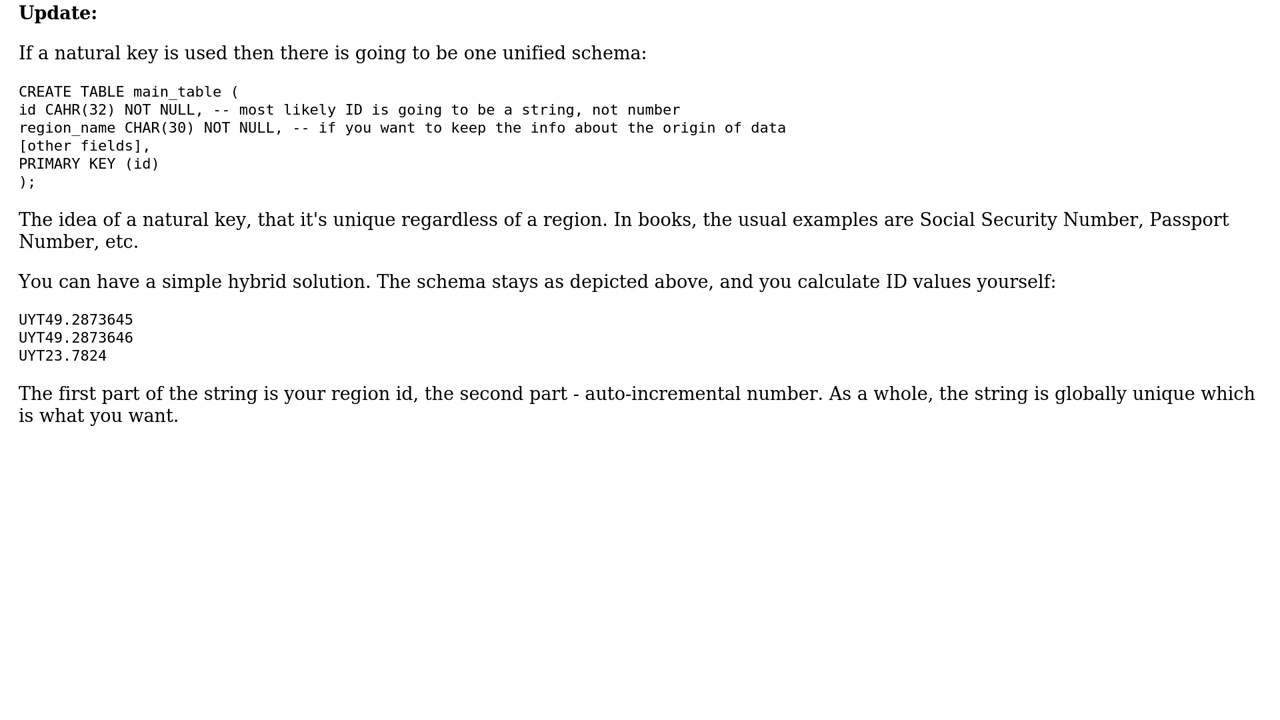 Update:
If a natural key is used then there is going to be one unified schema:
CREATE TABLE main_table (
id CAHR(32) NOT NULL, -- most likely ID is going to be a string, not number
region_name CHAR(30) NOT NULL, -- if you want to keep the info about the origin of data
[other fields],
PRIMARY KEY (id)
);
The idea of a natural key, that it's unique regardless of a region. In books, the usual examples are Social Security Number, Passport
Number, etc.
You can have a simple hybrid solution. The schema stays as depicted above, and you calculate ID values yourself:
UYT49.2873645
UYT49.2873646
UYT23.7824
The first part of the string is your region id, the second part - auto-incremental number. As a whole, the string is globally unique which
is what you want.